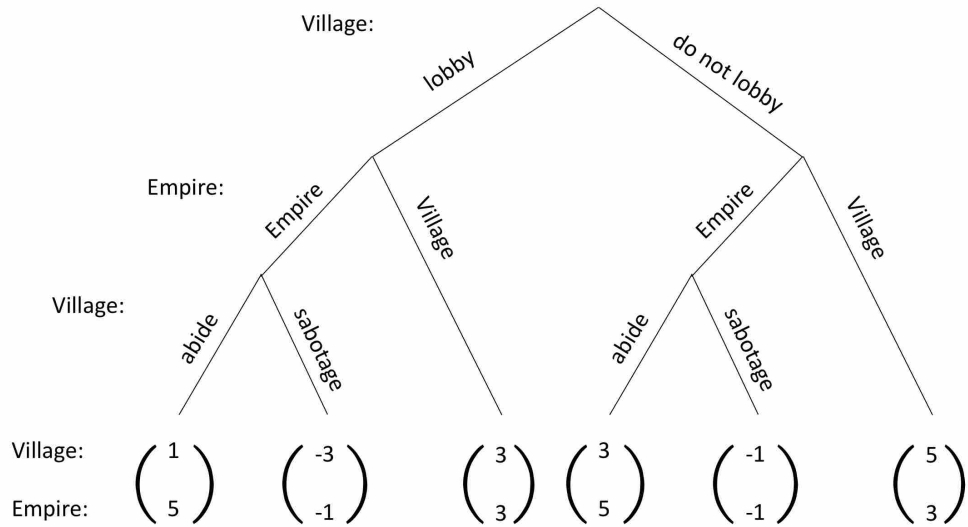 Village:
lobby
do not lobby
Empire:
Empire
Village
Empire
Village
Village:
abide
sabotage
abide
sabotage
Village: 1 -3 3 3 -1 5
Empire: 5 -1 3 5 -1 3